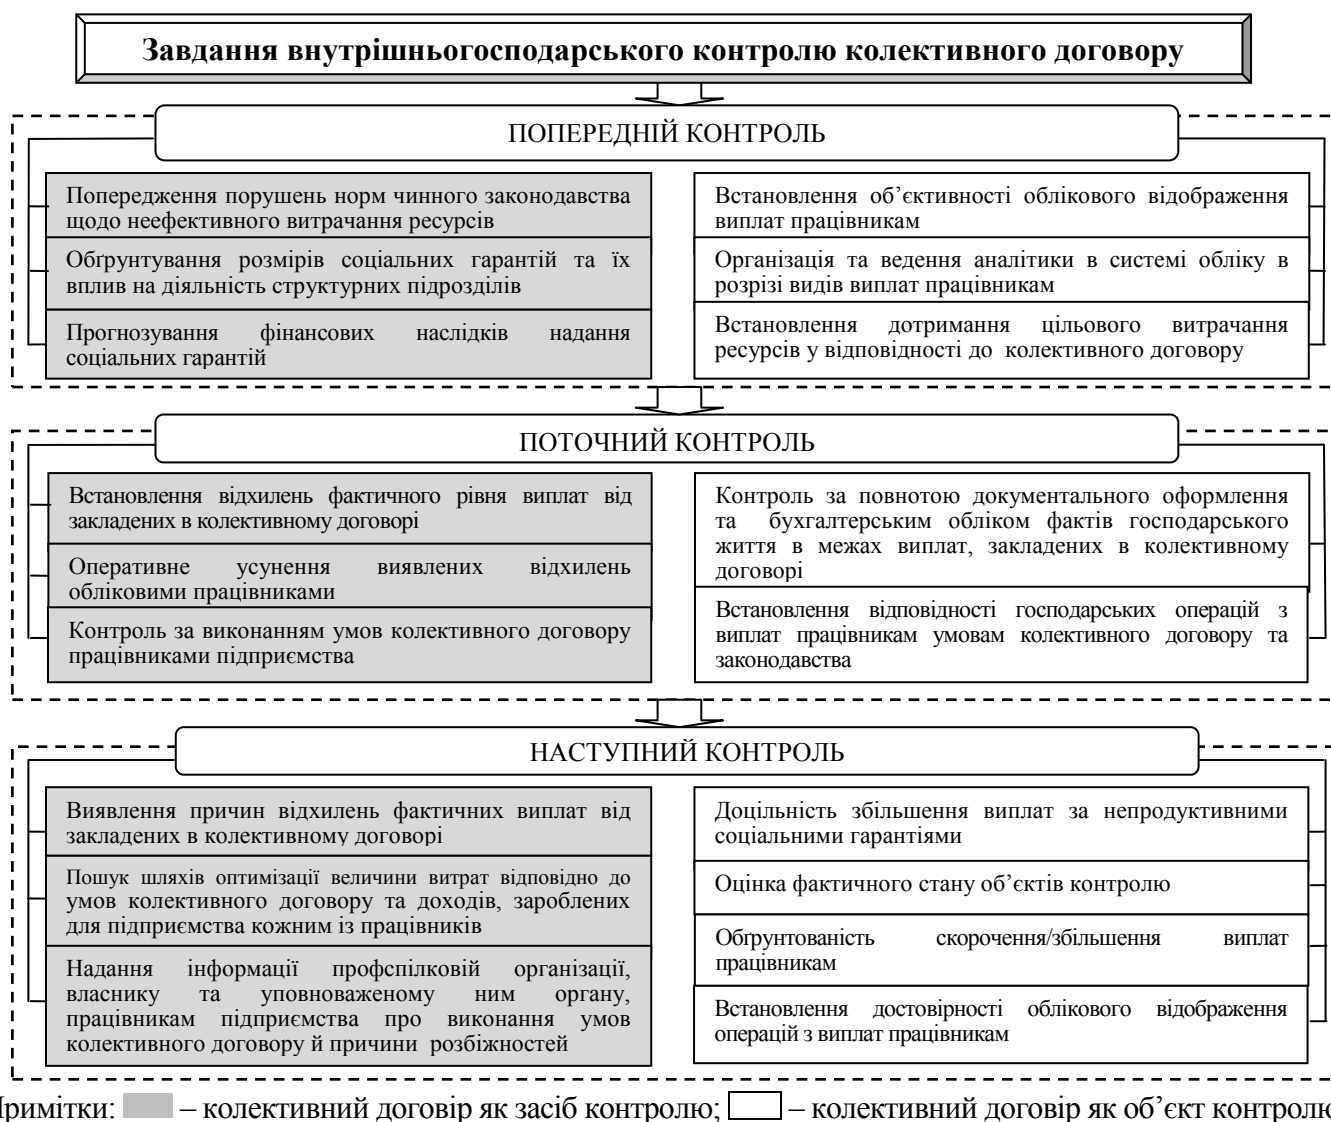 Завдання внутрішньогосподарського контролю колективного договору
ПОПЕРЕДНІЙ КОНТРОЛЬ
Попередження порушень норм чинного законодавства
щодо неефективного витрачання ресурсів
Обґрунтування розмірів соціальних гарантій та їх
вплив на діяльність структурних підрозділів
Прогнозування фінансових наслідків надання
соціальних гарантій
Встановлення об’єктивності облікового відображення
виплат працівникам
Організація та ведення аналітики в системі обліку в
розрізі видів виплат працівникам
Встановлення дотримання цільового витрачання
ресурсів у відповідності до колективного договору
ПОТОЧНИЙ КОНТРОЛЬ
Встановлення відхилень фактичного рівня виплат від
закладених в колективному договорі
Оперативне усунення виявлених відхилень
обліковими працівниками
Контроль за виконанням умов колективного договору
працівниками підприємства
Контроль за повнотою документального оформлення
та бухгалтерським обліком фактів господарського
життя в межах виплат, закладених в колективному
договорі
Встановлення відповідності господарських операцій з
виплат працівникам умовам колективного договору та
законодавства
НАСТУПНИЙ КОНТРОЛЬ
Виявлення причин відхилень фактичних виплат від
закладених в колективному договорі
Пошук шляхів оптимізації величини витрат відповідно до
умов колективного договору та доходів, зароблених
для підприємства кожним із працівників
Надання інформації профспілковій організації,
власнику та уповноваженому ним органу,
працівникам підприємства про виконання умов
колективного договору й причини розбіжностей
Доцільність збільшення виплат за непродуктивними
соціальними гарантіями
Оцінка фактичного стану об’єктів контролю
Обґрунтованість скорочення/збільшення виплат
працівникам
Встановлення достовірності облікового відображення
операцій з виплат працівникам
Примітки: – колективний договір як засіб контролю; – колективний договір як об’єкт контролю